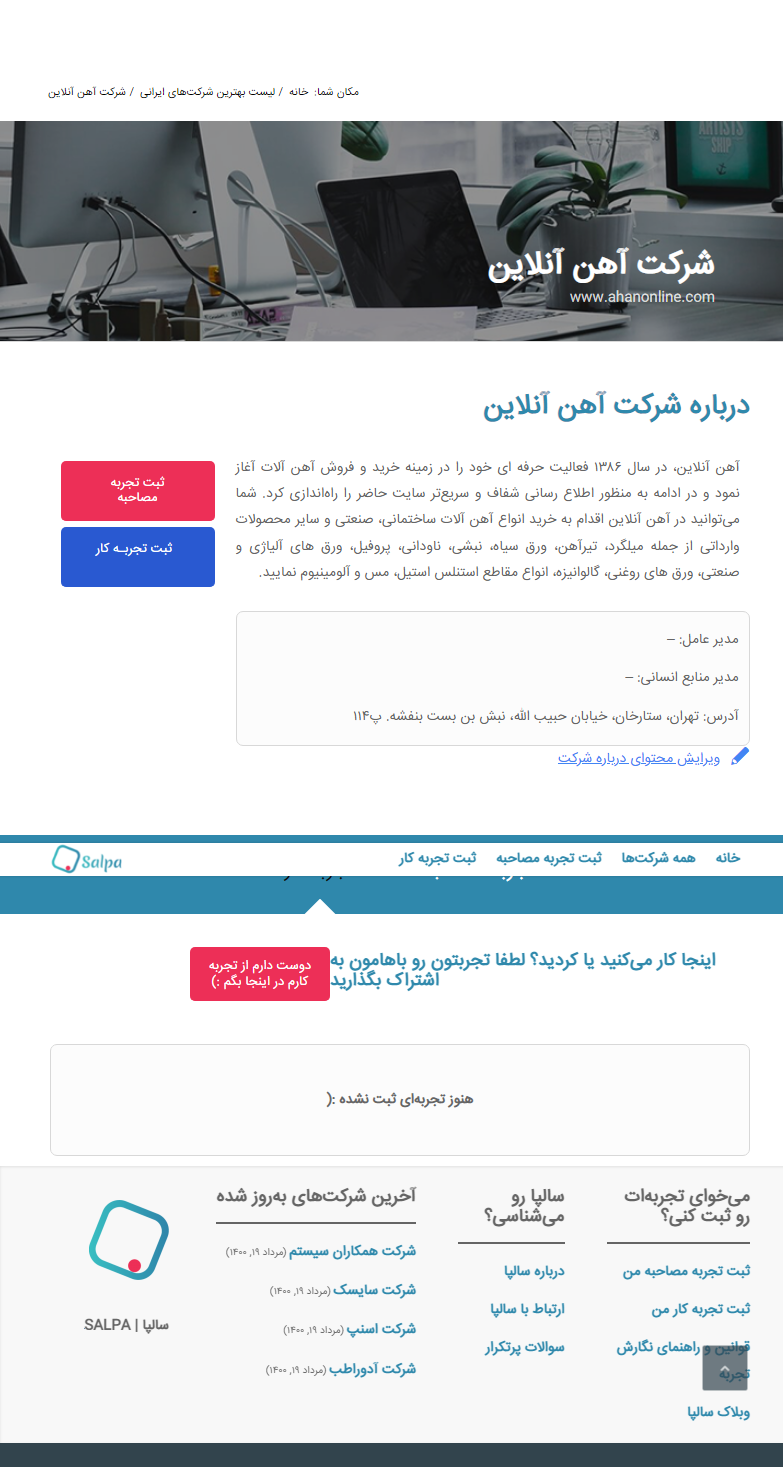 مکان شما: خانه / لیست بهترین شرکت‌های ایرانی / شرکت آهن آنلاین
ARTISTS
SHIP
شرکت آهن آنلاین
www.ahanonline.com
درباره شرکت آهن آنلاین
آهن آنلاین، در سال ۱۳۸۶ فعالیت حرفه ای خود را در زمینه خرید و فروش آهن آلات آغاز
نمود و در ادامه به منظور اطلاع رسانی شفاف و سریع‌تر سایت حاضر را راه‌اندازی کرد. شما
می‌توانید در آهن آنلاین اقدام به خرید انواع آهن آلات ساختمانی، صنعتی و سایر محصولات
وارداتی از جمله میلگرد، تیرآهن، ورق سیاه، نبشی، ناودانی، پروفیل، ورق های آلیاژی و
صنعتی، ورق های روغنی، گالوانیزه، انواع مقاطع استنلس استیل، مس و آلومینیوم نمایید.
ثبت تجربه
مصاحبه
ثبت تجربـه کار
مدیر عامل: –
مدیر منابع انسانی: –
آدرس: تهران، ستارخان، خیابان حبیب الله، نبش بن بست بنفشه. پ۱۱۴
ویرایش محتوای درباره شرکت
خانه
همه شرکت‌ها
ثبت تجربه مصاحبه
ثبت تجربه کار
Salpa
اینجا کار می‌کنید یا کردید؟ لطفا تجربتون رو باهامون به
اشتراک بگذارید
دوست دارم از تجربه
کارم در اینجا بگم :)
هنوز تجربه‌ای ثبت نشده :(
می‌خوای تجربه‌ات
رو ثبت کنی؟
ثبت تجربه مصاحبه من
ثبت تجربه کار من
قوانین و راهنمای نگارش
تجربه
وبلاک سالپا
سالپا رو
می‌شناسی؟
درباره سالپا
ارتباط با سالپا
سوالات پرتکرار
آخرین شرکت‌های به‌روز شده
شرکت همکاران سیستم (مرداد ۱۹, ۱۴۰۰)
شرکت سایسک (مرداد ۱۹, ۱۴۰۰)
شرکت اسنپ (مرداد ۱۹, ۱۴۰۰)
شرکت آدوراطب (مرداد ۱۹, ۱۴۰۰)
سالپا | SALPA